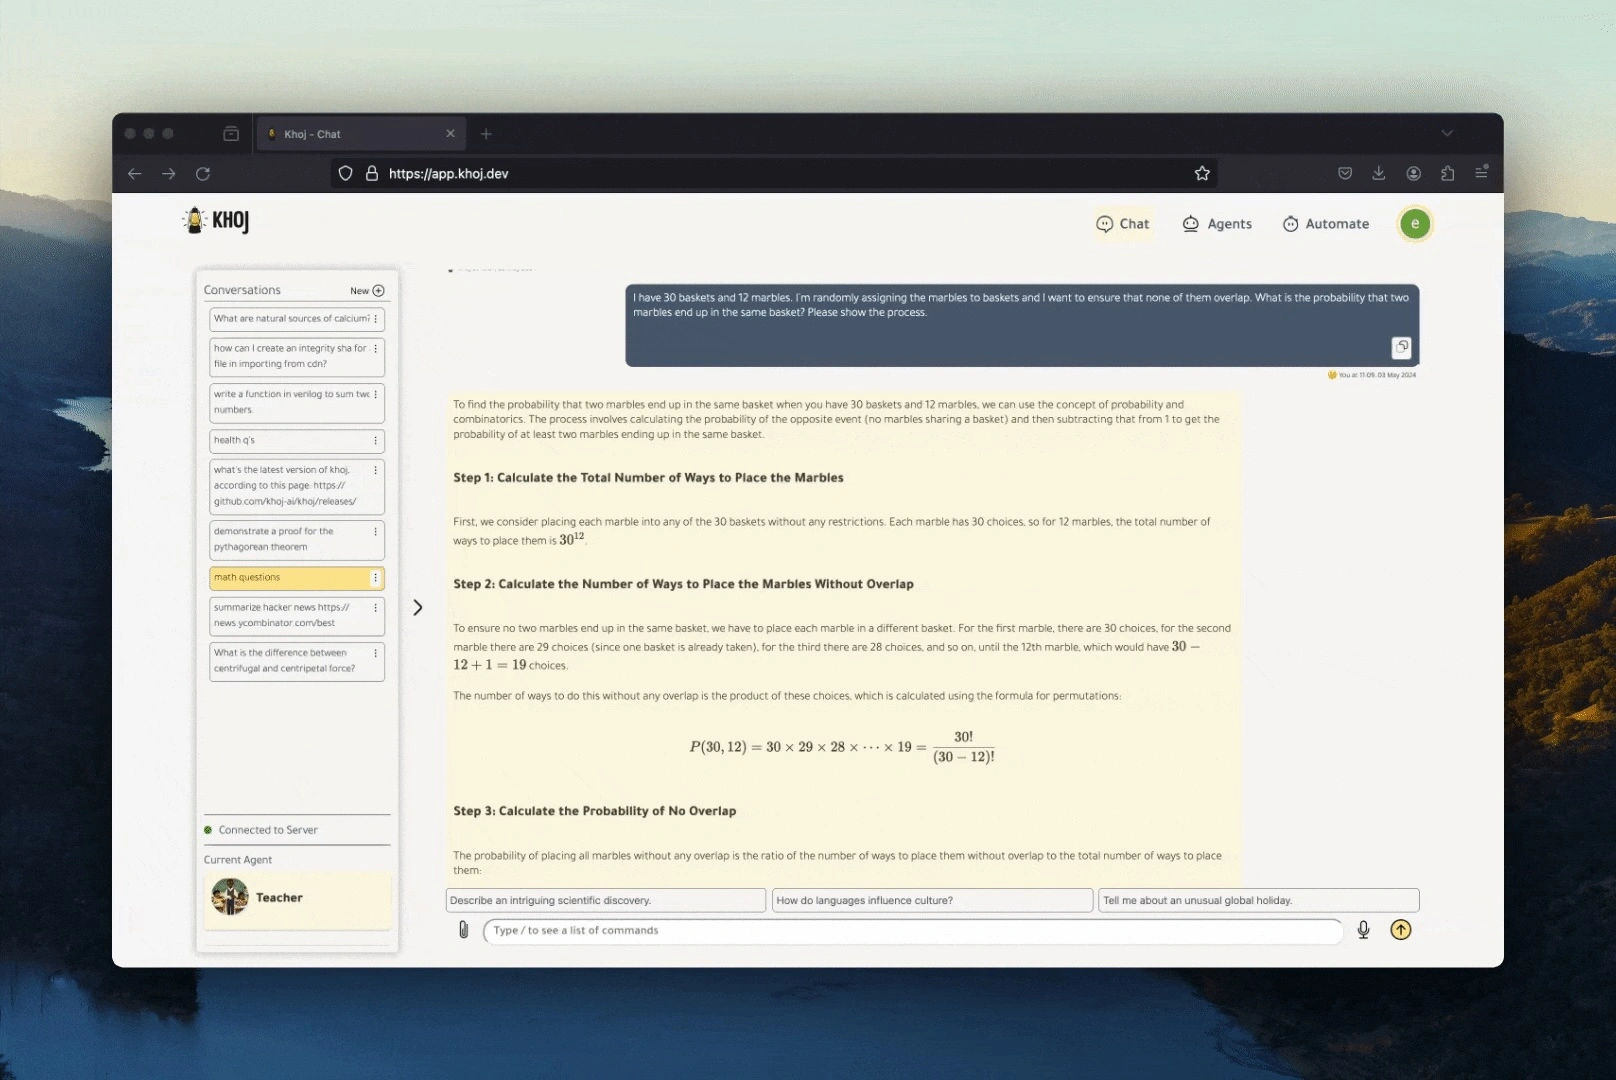 Khoj - Chat
https://app.khoj.dev
KHOJ
Chat
Agents
Automate
e
Conversations
New
What are natural sources of calcium?
how can I create an integrity sha for
file in importing from cdn?
write a function in verilog to sum two
numbers.
health q's
what's the latest version of khoj,
according to this page: https://
github.com/khoj-ai/khoj/releases/
demonstrate a proof for the
pythagorean theorem
math questions
summarize hacker news https://
news.ycombinator.com/best
What is the difference between
centrifugal and centripetal force?
Connected to Server
Current Agent
Teacher
I have 30 baskets and 12 marbles. I'm randomly assigning the marbles to baskets and I want to ensure that none of them overlap. What is the probability that two
marbles end up in the same basket? Please show the process.
You at 11:09, 03 May 2024
To find the probability that two marbles end up in the same basket when you have 30 baskets and 12 marbles, we can use the concept of probability and
combinatorics. The process involves calculating the probability of the opposite event (no marbles sharing a basket) and then subtracting that from 1 to get the
probability of at least two marbles ending up in the same basket.
Step 1: Calculate the Total Number of Ways to Place the Marbles
First, we consider placing each marble into any of the 30 baskets without any restrictions. Each marble has 30 choices, so for 12 marbles, the total number of
ways to place them is 30¹².
Step 2: Calculate the Number of Ways to Place the Marbles Without Overlap
To ensure no two marbles end up in the same basket, we have to place each marble in a different basket. For the first marble, there are 30 choices, for the second
marble there are 29 choices (since one basket is already taken), for the third there are 28 choices, and so on, until the 12th marble, which would have 30 −
12 + 1 = 19 choices.
The number of ways to do this without any overlap is the product of these choices, which is calculated using the formula for permutations:
P(30, 12) = 30 × 29 × 28 × ⋯ × 19 = 30! / (30 − 12)!
Step 3: Calculate the Probability of No Overlap
The probability of placing all marbles without any overlap is the ratio of the number of ways to place them without overlap to the total number of ways to place
them:
Describe an intriguing scientific discovery.
How do languages influence culture?
Tell me about an unusual global holiday.
Type / to see a list of commands